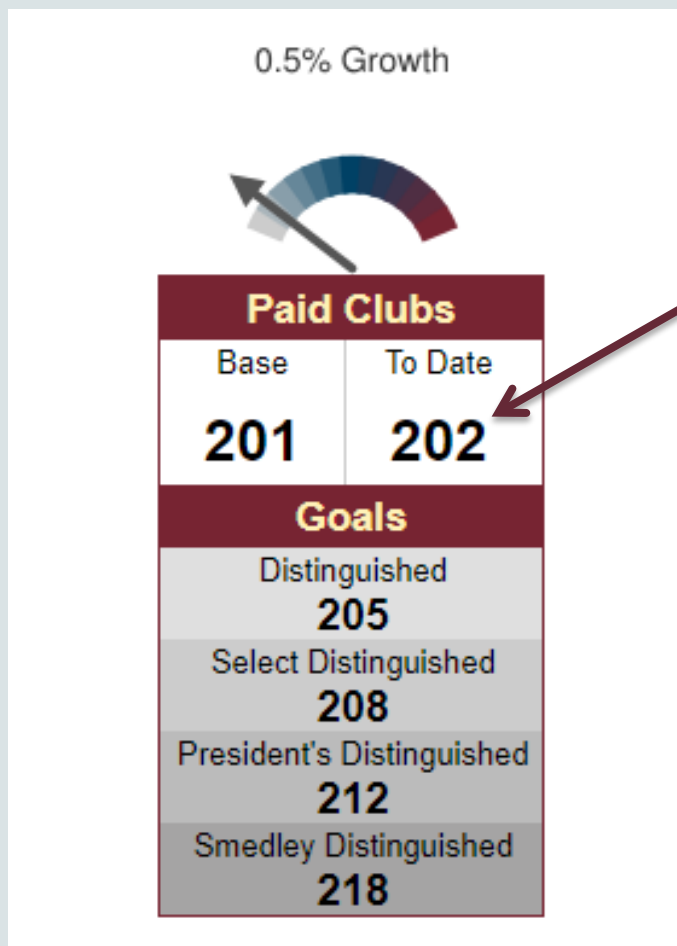 0.5% Growth
Paid Clubs
Base To Date
201 202
Goals
Distinguished
205
Select Distinguished
208
President's Distinguished
212
Smedley Distinguished
218